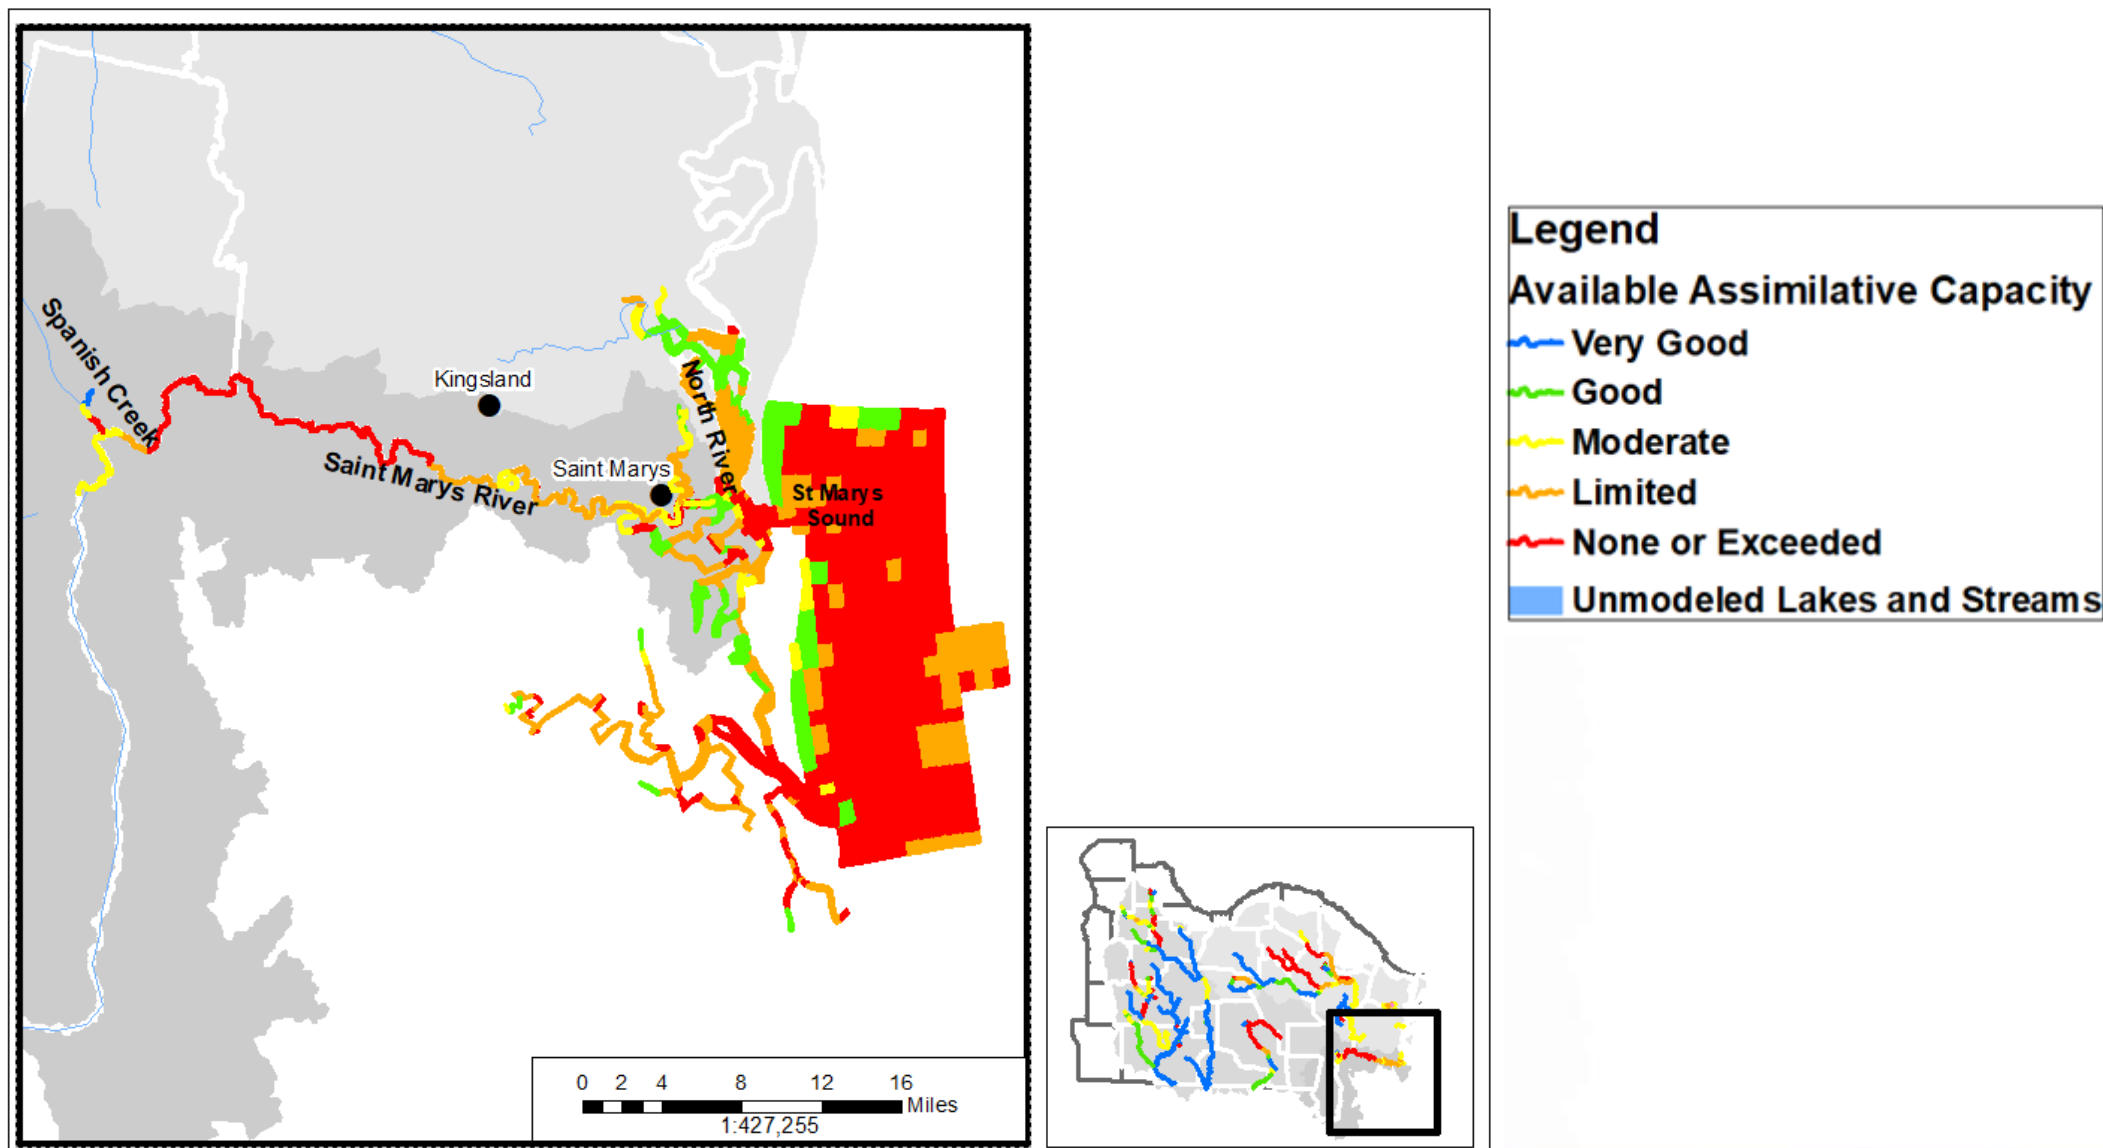 Spanish Creek
Kingsland
North River
Saint Marys River
Saint Marys
St Marys
Sound
0 2 4 8 12 16
Miles
1:427,255
Legend
Available Assimilative Capacity
Very Good
Good
Moderate
Limited
None or Exceeded
Unmodeled Lakes and Streams